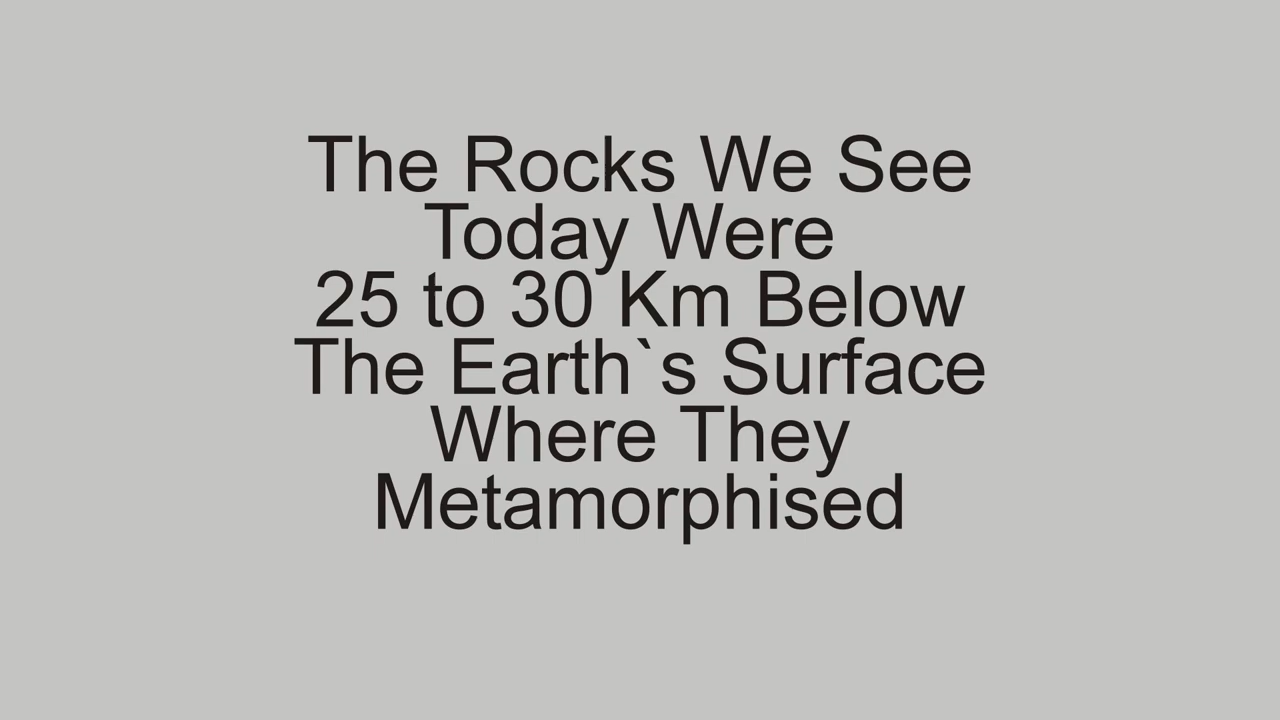 The Rocks We See
Today Were
25 to 30 Km Below
The Earth`s Surface
Where They
Metamorphised